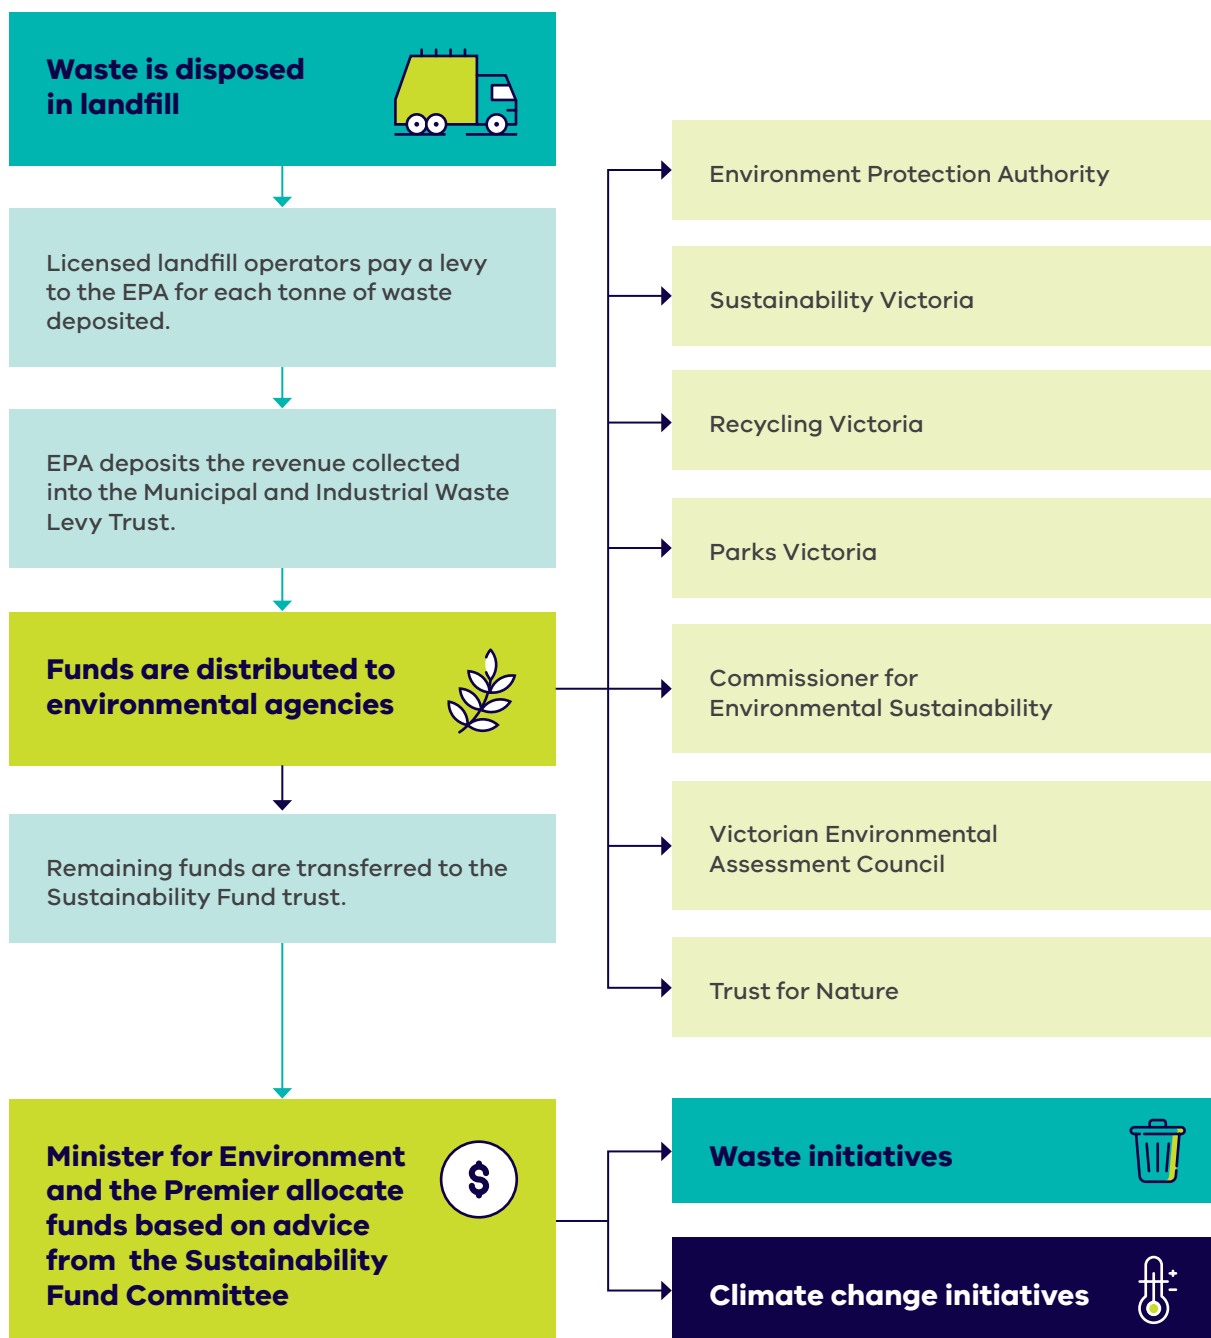 Waste is disposed
in landfill
Licensed landfill operators pay a levy
to the EPA for each tonne of waste
deposited.
EPA deposits the revenue collected
into the Municipal and Industrial Waste
Levy Trust.
Funds are distributed to
environmental agencies
Environment Protection Authority
Sustainability Victoria
Recycling Victoria
Parks Victoria
Commissioner for
Environmental Sustainability
Victorian Environmental
Assessment Council
Trust for Nature
Remaining funds are transferred to the
Sustainability Fund trust.
Minister for Environment
and the Premier allocate
funds based on advice
from the Sustainability
Fund Committee
$
Waste initiatives
Climate change initiatives